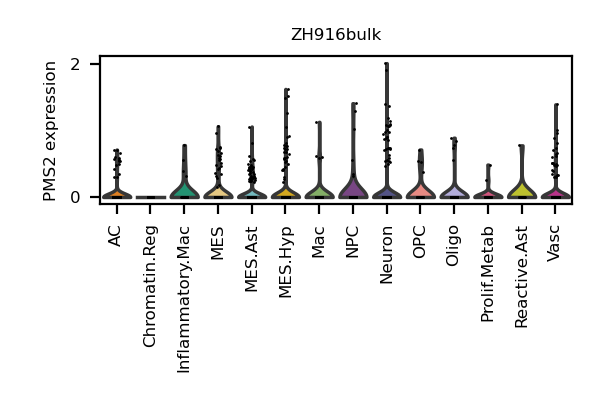 ZH916bulk
PMS2 expression
2
0
AC
Chromatin.Reg
Inflammatory.Mac
MES
MES.Ast
MES.Hyp
Mac
NPC
Neuron
OPC
Oligo
Prolif.Metab
Reactive.Ast
Vasc